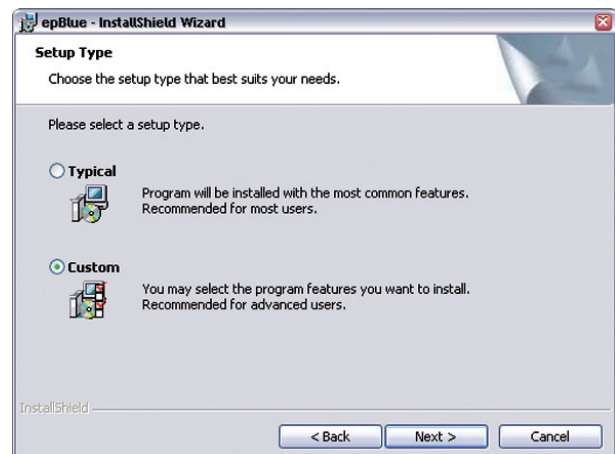 epBlue - InstallShield Wizard
Setup Type
Choose the setup type that best suits your needs.
Please select a setup type.
Typical
Program will be installed with the most common features.
Recommended for most users.
Custom
You may select the program features you want to install.
Recommended for advanced users.
InstallShield
< Back Next > Cancel